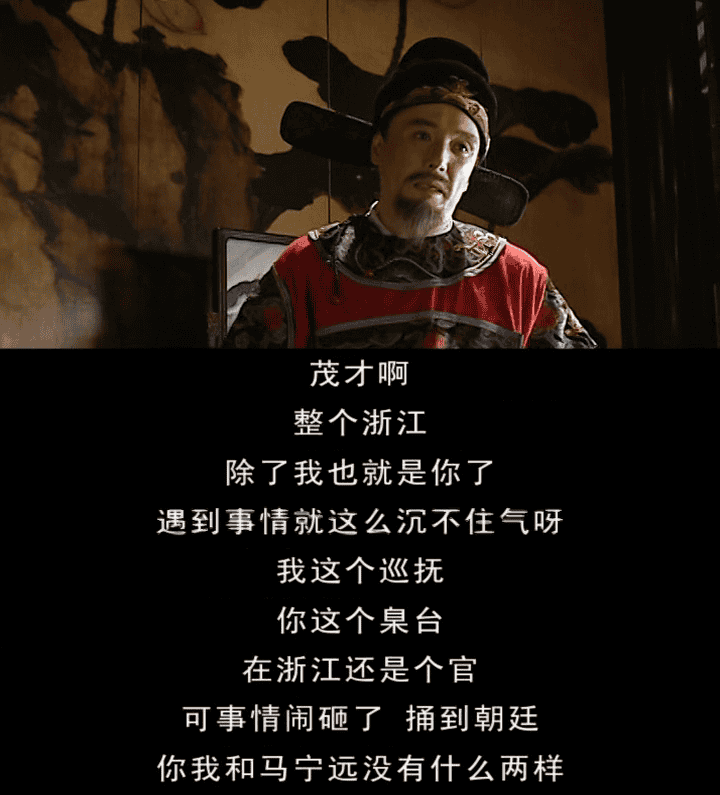 茂才啊
整个浙江
除了我也就是你了
遇到事情就这么沉不住气呀
我这个巡抚
你这个臬台
在浙江还是个官
可事情闹砸了 捅到朝廷
你我和马宁远没有什么两样